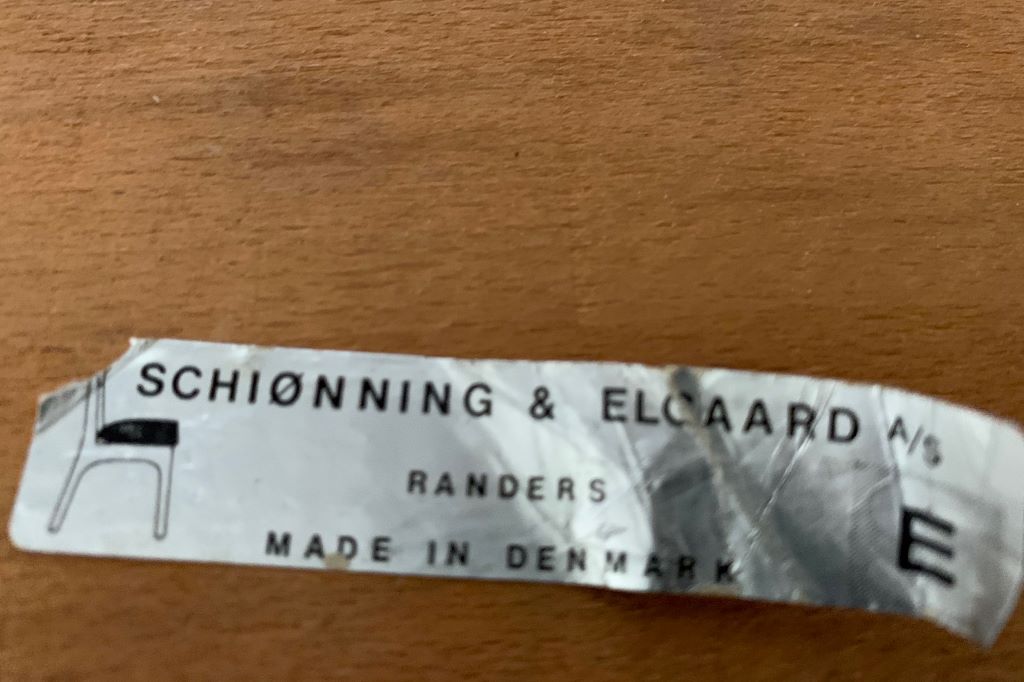 SCHIØNNING & ELGAARD A/S
RANDERS
MADE IN DENMARK
E